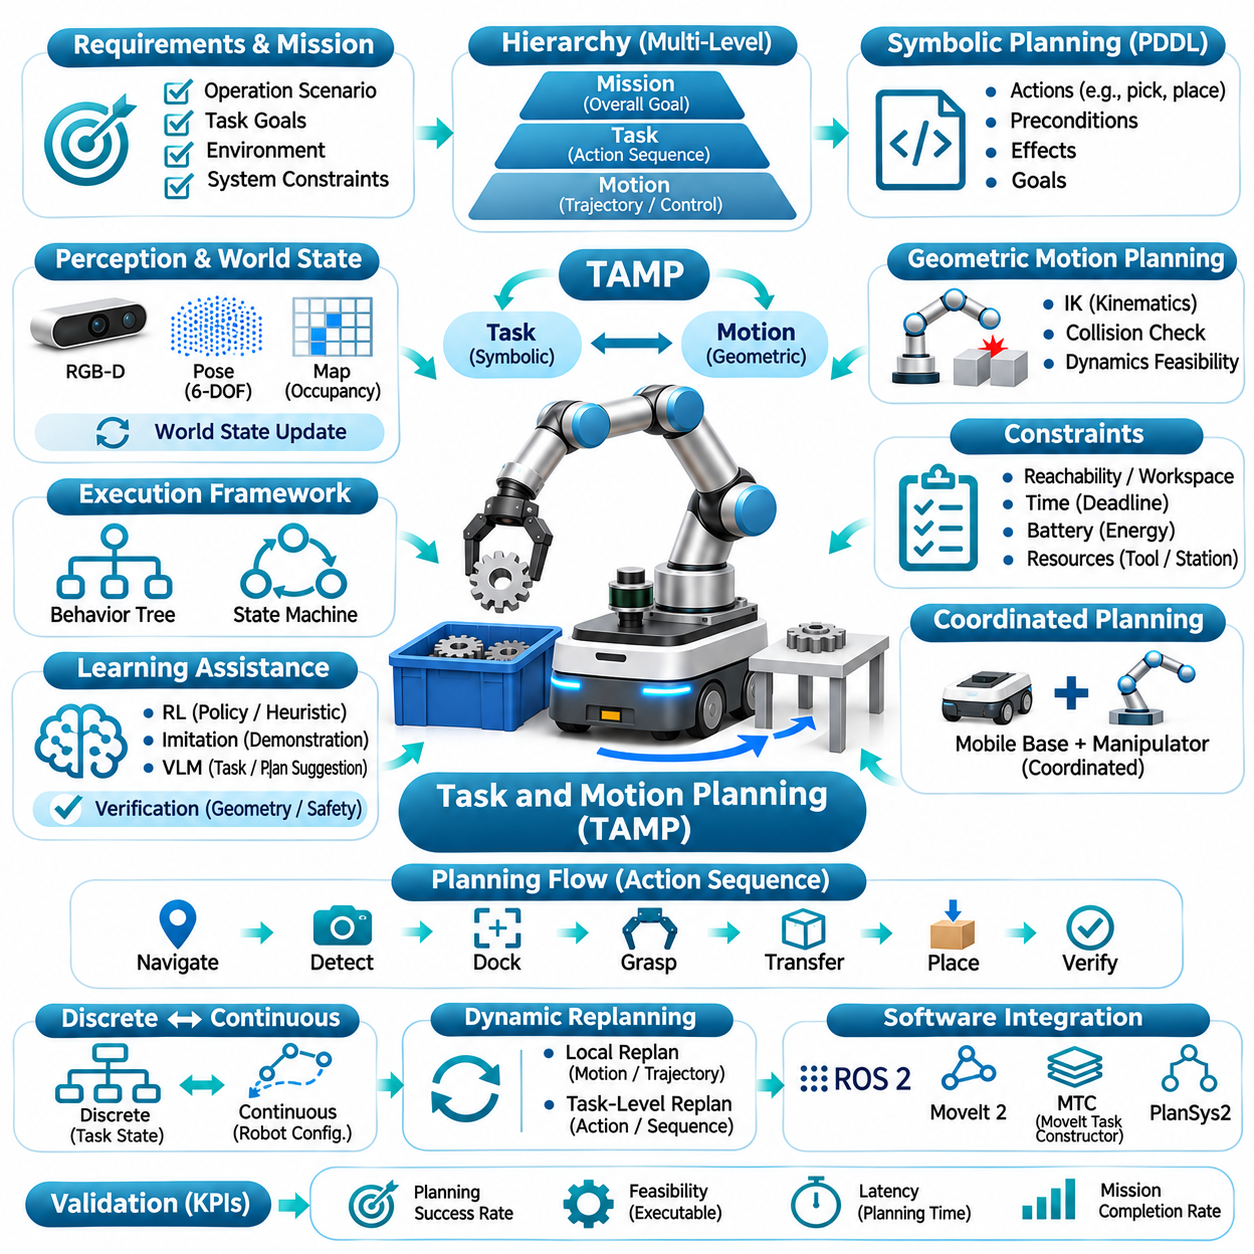 Requirements & Mission
Operation Scenario
Task Goals
Environment
System Constraints
Hierarchy (Multi-Level)
Mission
(Overall Goal)
Task
(Action Sequence)
Motion
(Trajectory / Control)
Symbolic Planning (PDDL)
Actions (e.g., pick, place)
Preconditions
Effects
Goals
Perception & World State
RGB-D
Pose
(6-DOF)
Map
(Occupancy)
World State Update
TAMP
Task
(Symbolic)
Motion
(Geometric)
Geometric Motion Planning
IK (Kinematics)
Collision Check
Dynamics Feasibility
Constraints
Reachability / Workspace
Time (Deadline)
Battery (Energy)
Resources (Tool / Station)
Execution Framework
Behavior Tree
State Machine
Coordinated Planning
Mobile Base + Manipulator
(Coordinated)
Learning Assistance
RL (Policy / Heuristic)
Imitation (Demonstration)
VLM (Task / Plan Suggestion)
Verification (Geometry / Safety)
Task and Motion Planning
(TAMP)
Planning Flow (Action Sequence)
Navigate
Detect
Dock
Grasp
Transfer
Place
Verify
Discrete ↔ Continuous
Discrete
(Task State)
Continuous
(Robot Config.)
Dynamic Replanning
Local Replan
(Motion / Trajectory)
Task-Level Replan
(Action / Sequence)
Software Integration
ROS 2
MoveIt 2
MTC
(MoveIt Task
Constructor)
PlanSys2
Validation (KPIs)
Planning
Success Rate
Feasibility
(Executable)
Latency
(Planning Time)
Mission
Completion Rate